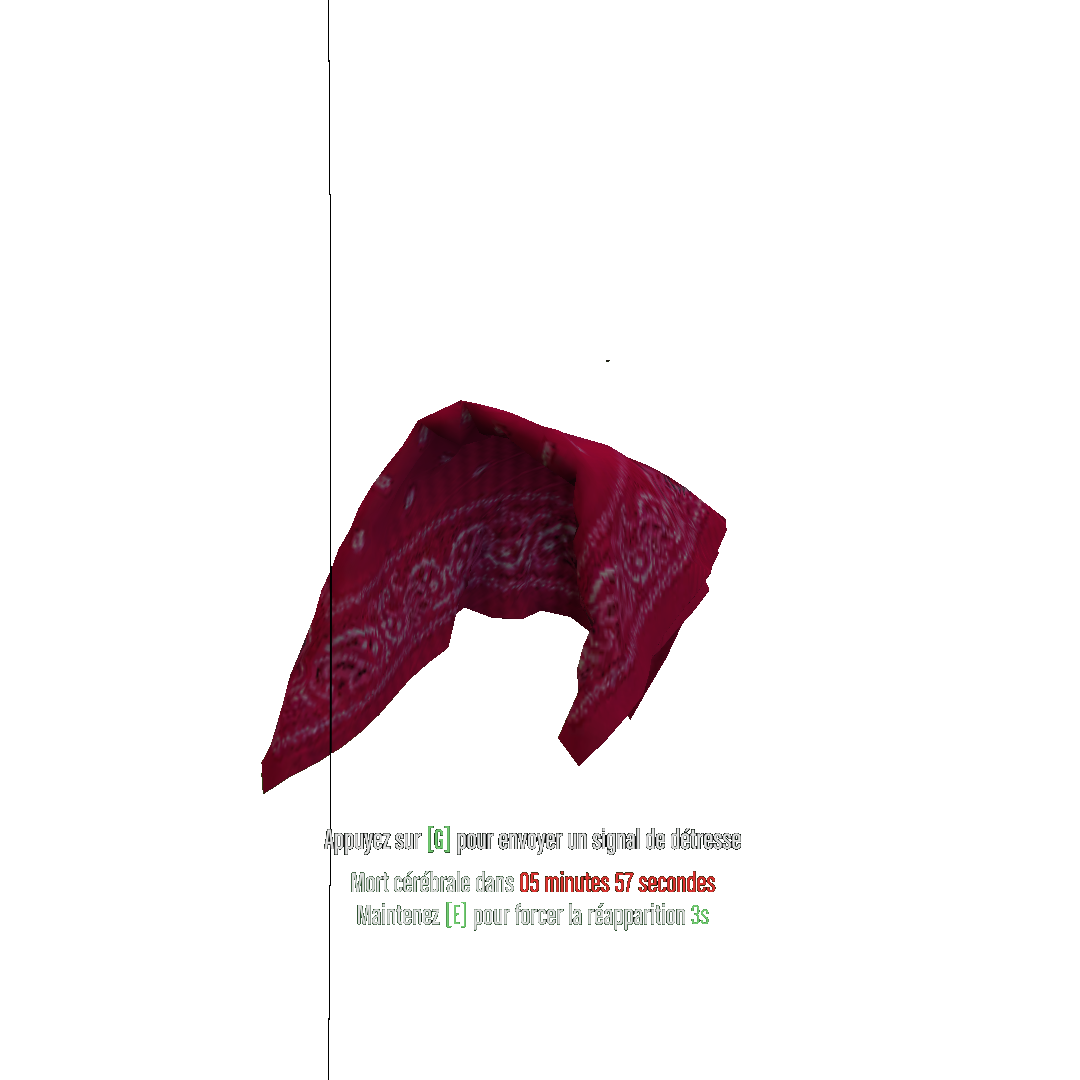 Appuyez sur [G] pour envoyer un signal de détresse
Mort cérébrale dans 05 minutes 57 secondes
Maintenez [E] pour forcer la réapparition 3s